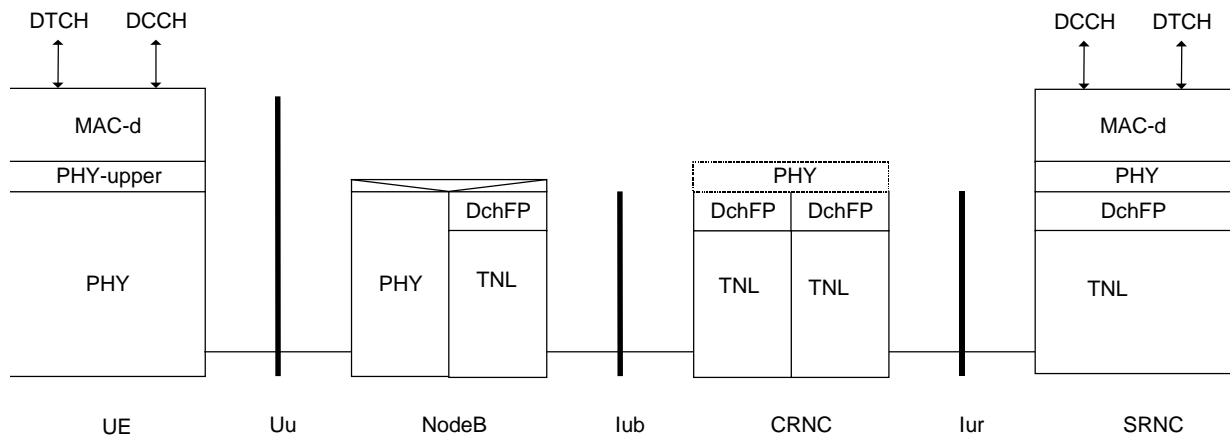 DTCH DCCH DCCH DTCH
MAC-d MAC-d
PHY-upper PHY PHY
DchFP DchFP DchFP DchFP
PHY PHY TNL TNL TNL TNL
UE Uu NodeB Iub CRNC Iur SRNC